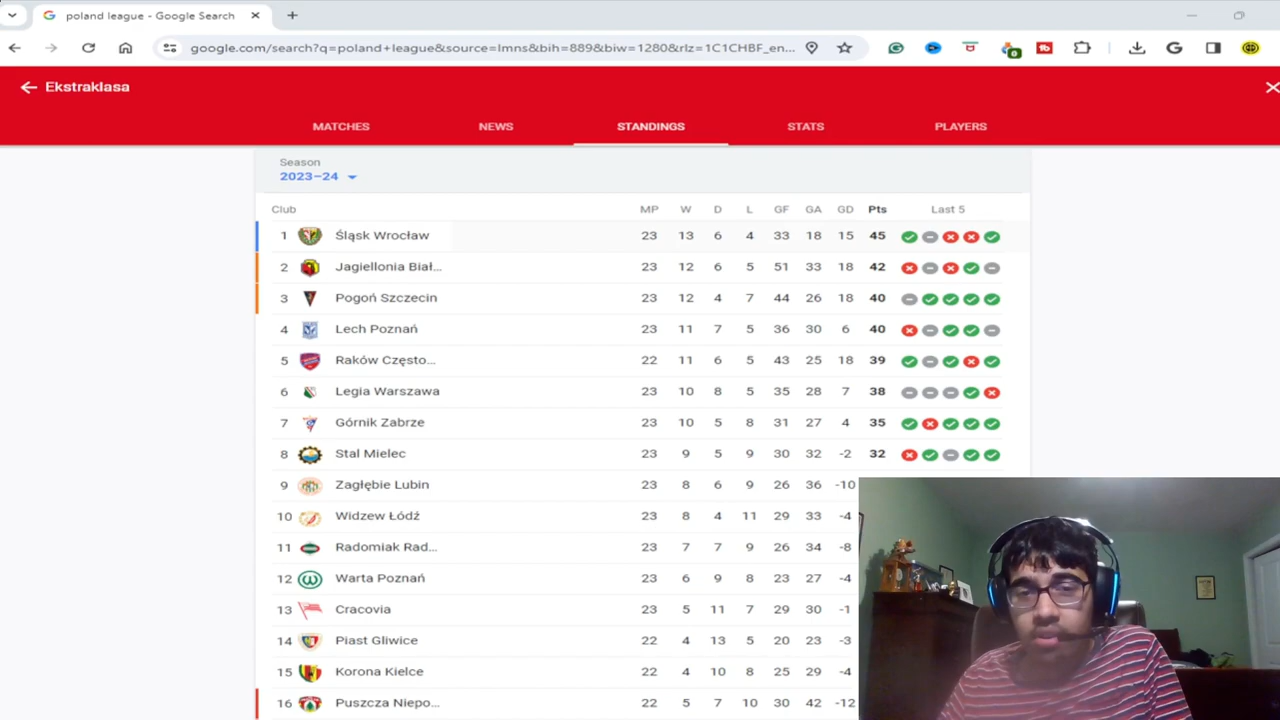 poland league - Google Search
google.com/search?q=poland+league&source=lmns&bih=889&biw=1280&rlz=1C1CHBF_en...
Ekstraklasa
MATCHES NEWS STANDINGS STATS PLAYERS
Season
2023–24
Club MP W D L GF GA GD Pts Last 5
1 Śląsk Wrocław 23 13 6 4 33 18 15 45
2 Jagiellonia Biał... 23 12 6 5 51 33 18 42
3 Pogoń Szczecin 23 12 4 7 44 26 18 40
4 Lech Poznań 23 11 7 5 36 30 6 40
5 Raków Często... 22 11 6 5 43 25 18 39
6 Legia Warszawa 23 10 8 5 35 28 7 38
7 Górnik Zabrze 23 10 5 8 31 27 4 35
8 Stal Mielec 23 9 5 9 30 32 -2 32
9 Zagłębie Lubin 23 8 6 9 26 36 -10
10 Widzew Łódź 23 8 4 11 29 33 -4
11 Radomiak Rad... 23 7 7 9 26 34 -8
12 Warta Poznań 23 6 9 8 23 27 -4
13 Cracovia 23 5 11 7 29 30 -1
14 Piast Gliwice 22 4 13 5 20 23 -3
15 Korona Kielce 22 4 10 8 25 29 -4
16 Puszcza Niepo... 22 5 7 10 30 42 -12